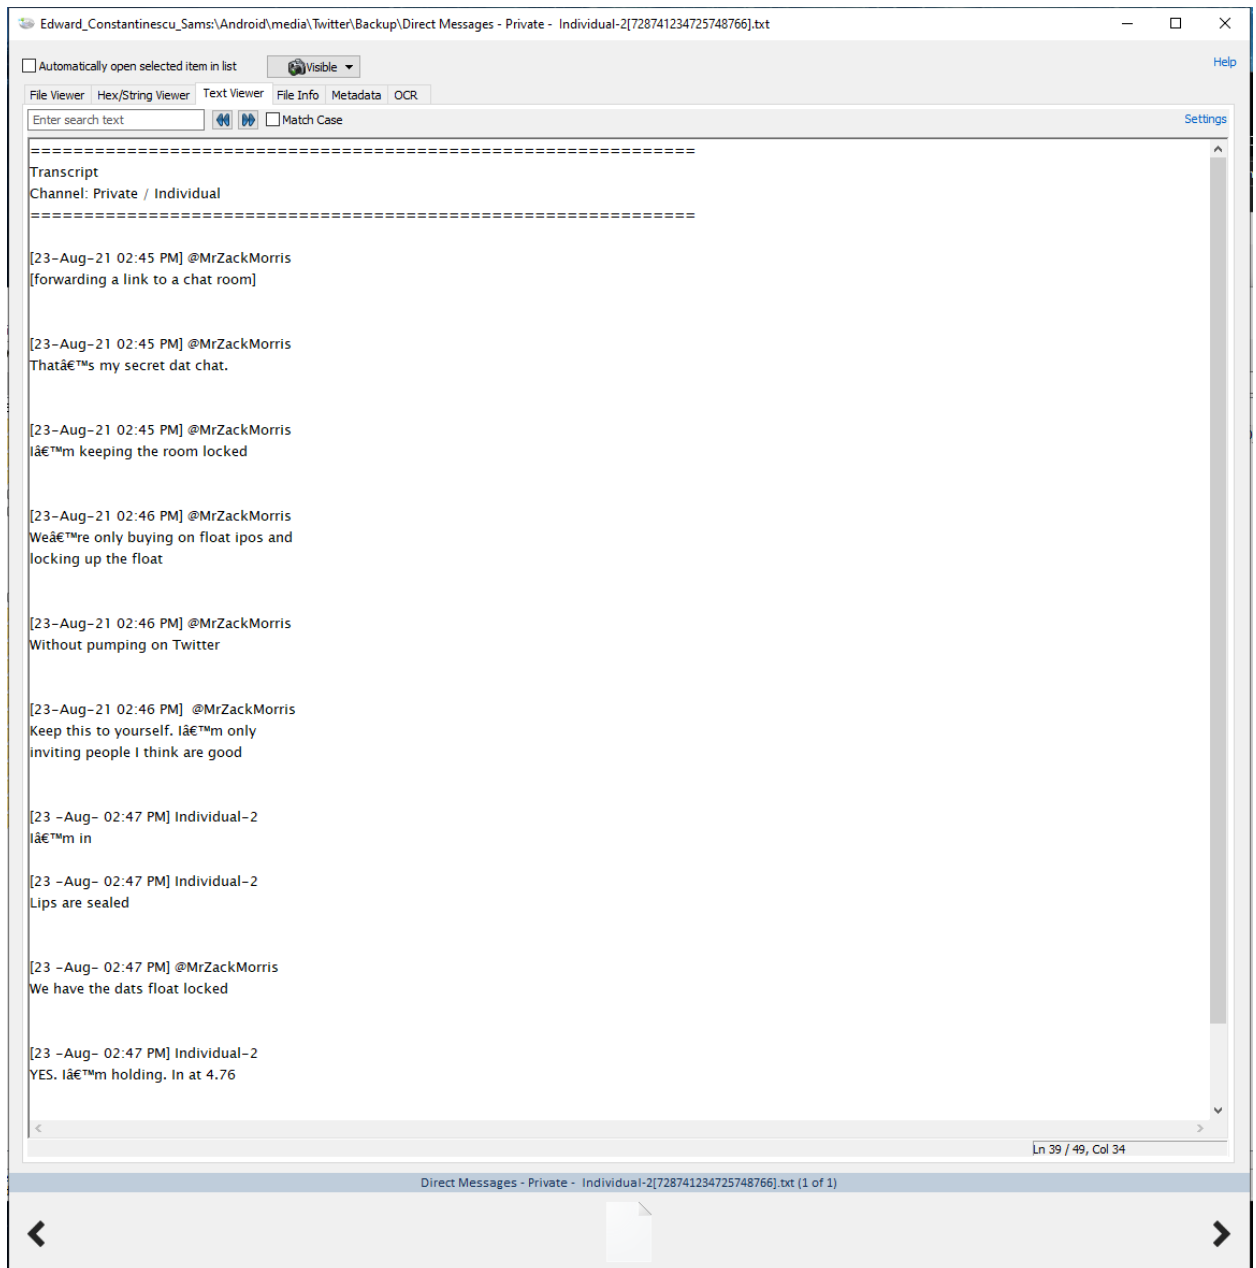 Edward_Constantinescu_Sams:\Android\media\Twitter\Backup\Direct Messages - Private -  Individual-2[728741234725748766].txt
Automatically open selected item in list
Visible
Help
File Viewer
Hex/String Viewer
Text Viewer
File Info
Metadata
OCR
Enter search text
Match Case
Settings
==============================================================
Transcript
Channel: Private / Individual
==============================================================
[23-Aug-21 02:45 PM] @MrZackMorris
[forwarding a link to a chat room]
[23-Aug-21 02:45 PM] @MrZackMorris
Thatâ€™s my secret dat chat.
[23-Aug-21 02:45 PM] @MrZackMorris
Iâ€™m keeping the room locked
[23-Aug-21 02:46 PM] @MrZackMorris
Weâ€™re only buying on float ipos and
locking up the float
[23-Aug-21 02:46 PM] @MrZackMorris
Without pumping on Twitter
[23-Aug-21 02:46 PM]  @MrZackMorris
Keep this to yourself. Iâ€™m only
inviting people I think are good
[23 -Aug- 02:47 PM] Individual-2
Iâ€™m in
[23 -Aug- 02:47 PM] Individual-2
Lips are sealed
[23 -Aug- 02:47 PM] @MrZackMorris
We have the dats float locked
[23 -Aug- 02:47 PM] Individual-2
YES. Iâ€™m holding. In at 4.76
Ln 39 / 49, Col 34
Direct Messages - Private -  Individual-2[728741234725748766].txt (1 of 1)